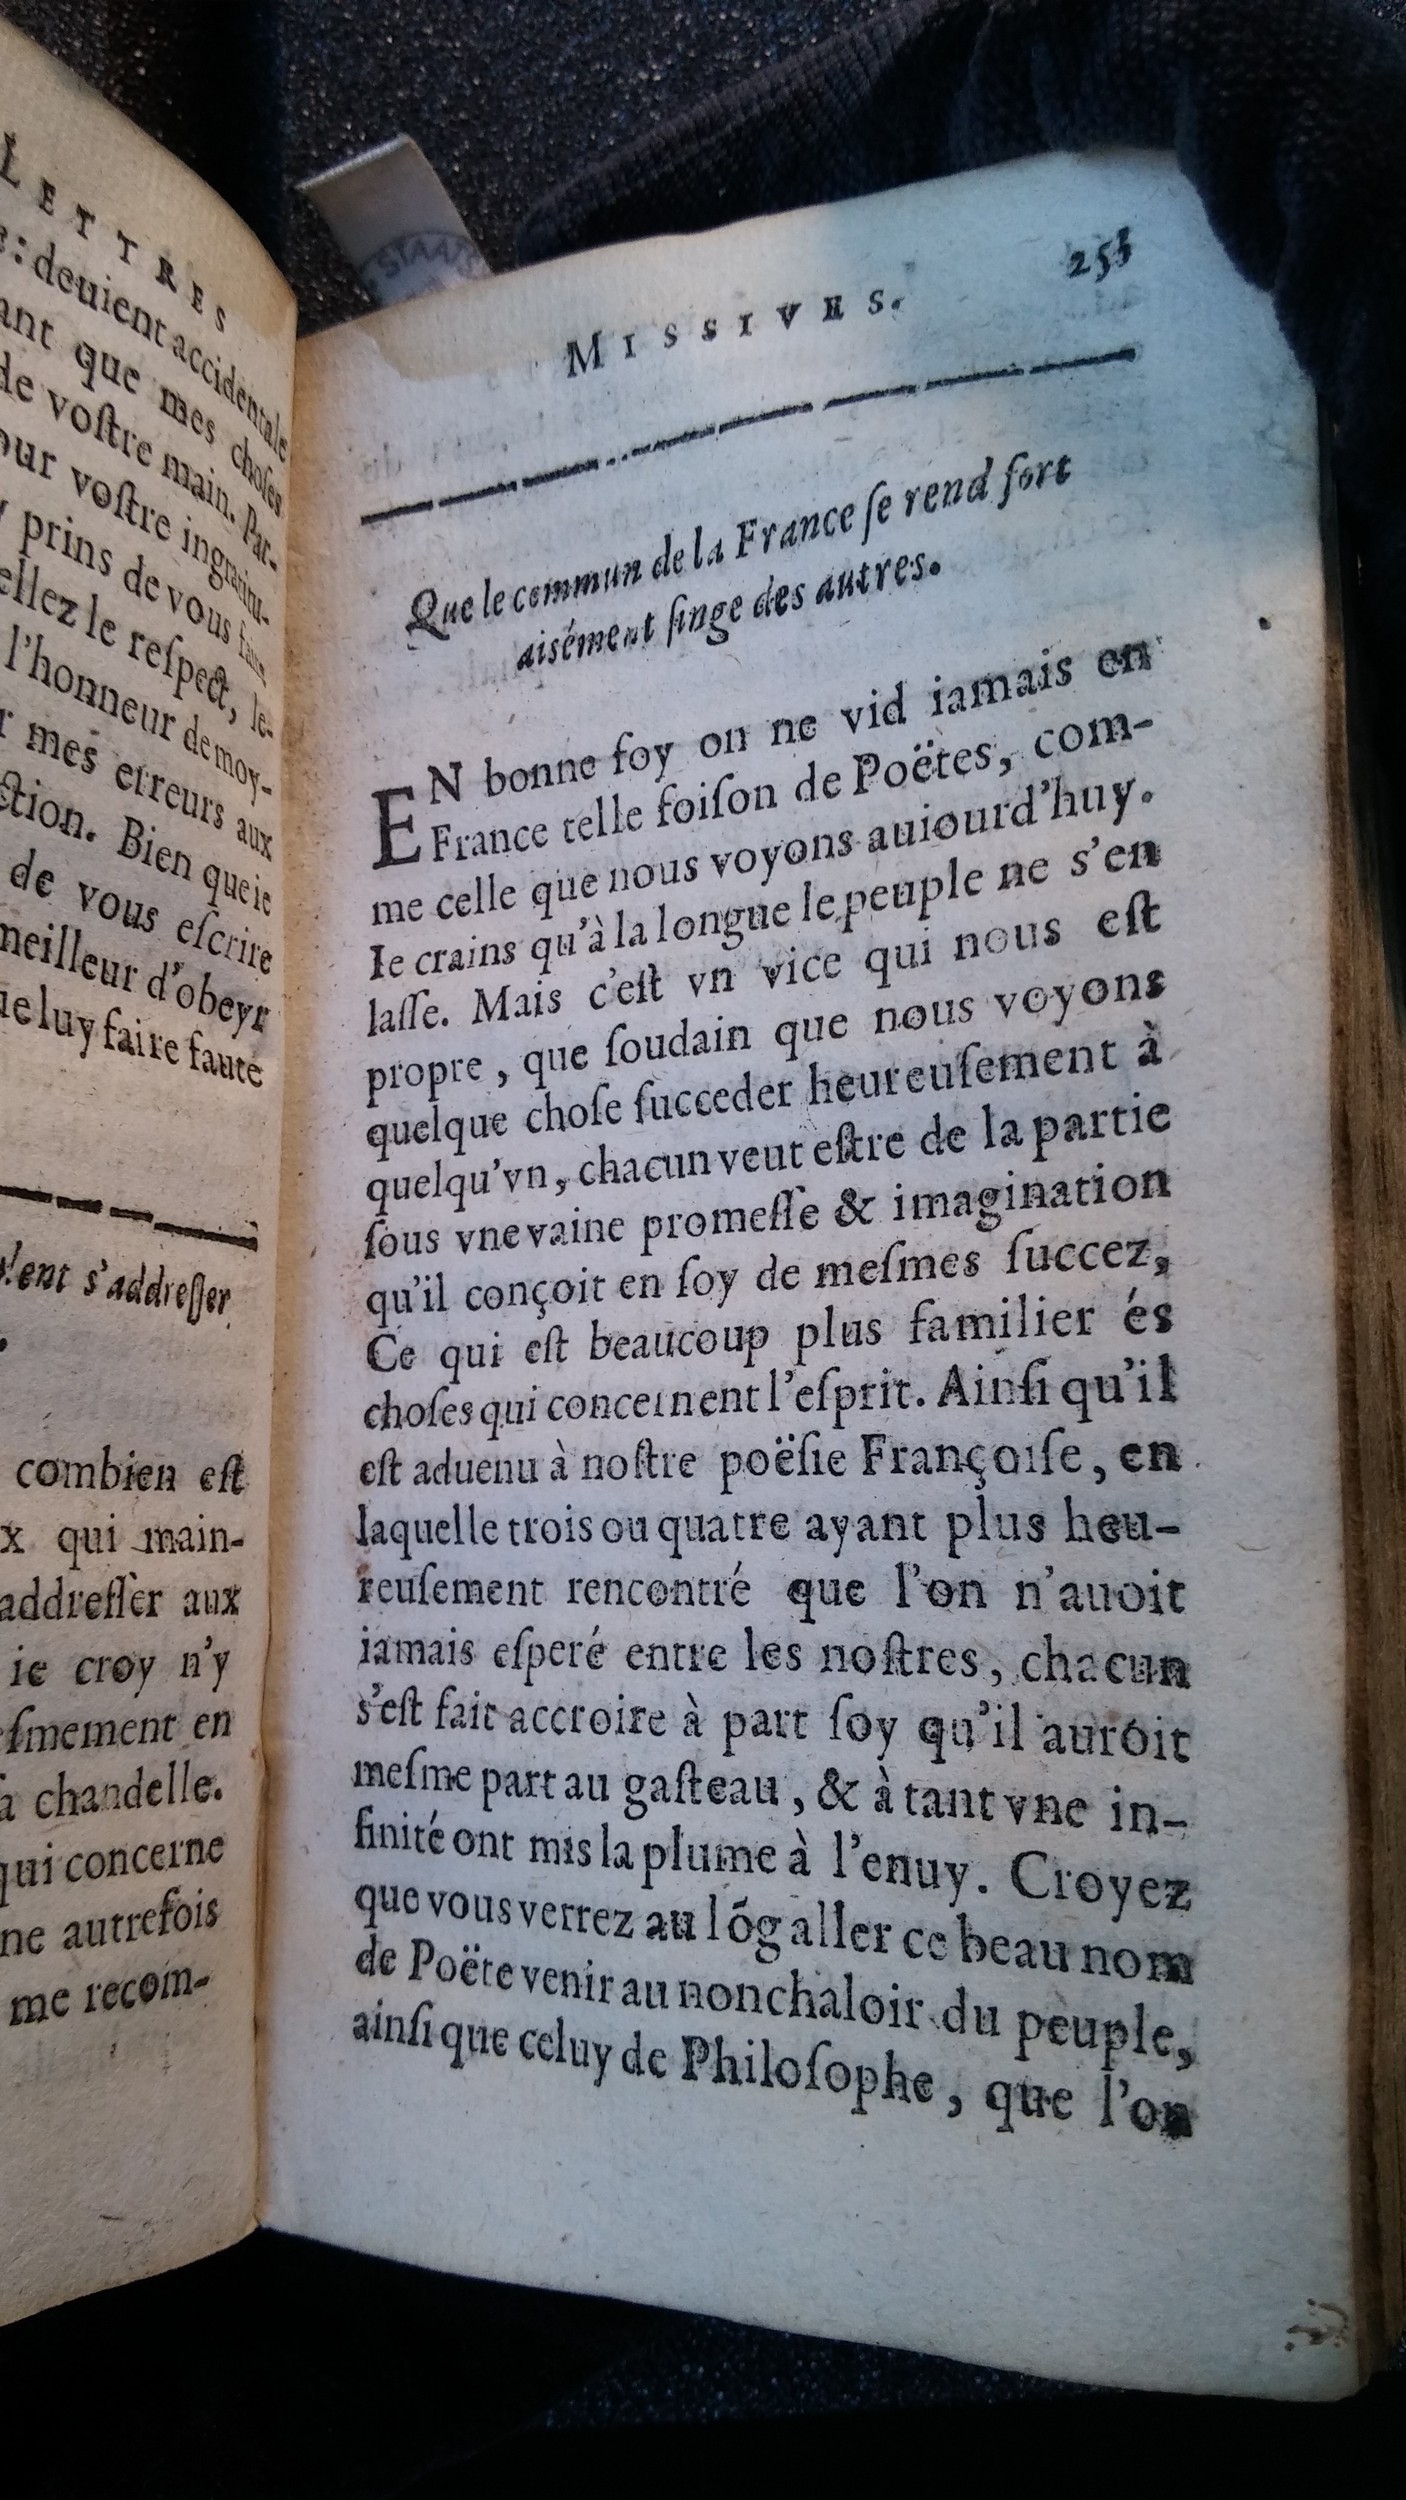 LETTRES
: deuient accidentale
ant que mes choſes
de voſtre main. Par-
our voſtre ingratitu-
prins de vous
ellez le reſpect, le-
l'honneur de moy-
mes erreurs aux
ction. Bien que ie
de vous eſcrire
meilleur d'obeyr
ue luy faire faute
s'addreſſer
combien eſt
x qui main-
addreſſer aux
ie croy n'y
eſmement en
a chandelle.
qui concerne
ne autrefois
me recom-
MISSIVES. 253
Que le commun de la France ſe rend fort
aisément ſinge des autres.
EN bonne foy on ne vid iamais en
France telle foiſon de Poëtes, com-
me celle que nous voyons auiourd'huy.
Ie crains qu'à la longue le peuple ne s'en
laſſe. Mais c'eſt vn vice qui nous eſt
propre, que ſoudain que nous voyons
quelque choſe ſucceder heureuſement à
quelqu'vn, chacun veut eſtre de la partie
ſous vne vaine promeſſe & imagination
qu'il conçoit en ſoy de meſmes ſuccez,
Ce qui eſt beaucoup plus familier és
choſes qui concernent l'eſprit. Ainſi qu'il
eſt aduenu à noſtre poëſie Françoiſe, en
laquelle trois ou quatre ayant plus heu-
reuſement rencontré que l'on n'auoit
iamais eſperé entre les noſtres, chacun
s'eſt fait accroire à part ſoy qu'il auroit
meſme part au gaſteau, & à tant vne in-
finité ont mis la plume à l'enuy. Croyez
que vous verrez au lõg aller ce beau nom
de Poëte venir au nonchaloir du peuple,
ainſi que celuy de Philoſophe, que l'on